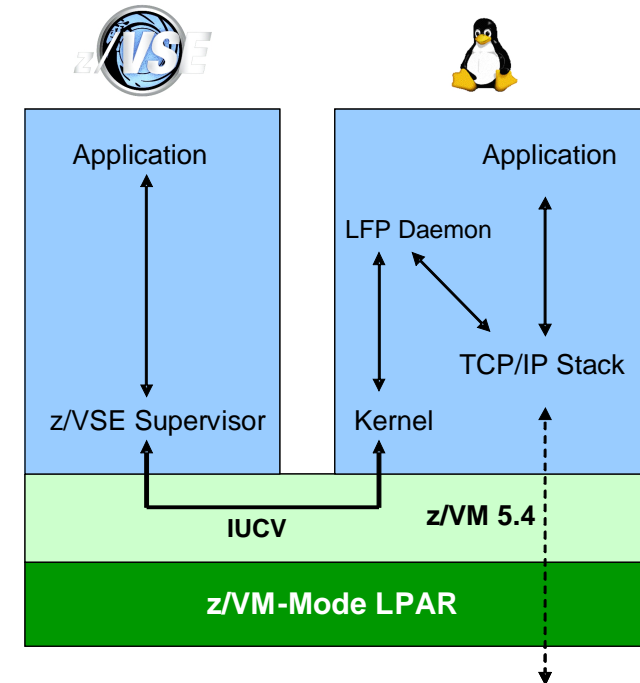 z/VSE
Application
Application
LFP Daemon
TCP/IP Stack
z/VSE Supervisor
Kernel
IUCV
z/VM 5.4
z/VM-Mode LPAR